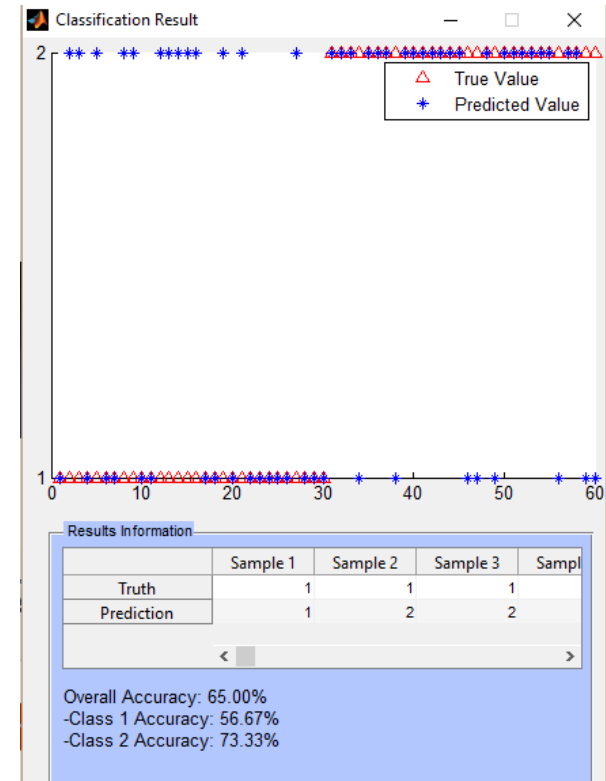 Classification Result
2
True Value
Predicted Value
1
0 10 20 30 40 50 60
Results Information
Sample 1 Sample 2 Sample 3 Sampl
Truth 1 1 1
Prediction 1 2 2
Overall Accuracy: 65.00%
-Class 1 Accuracy: 56.67%
-Class 2 Accuracy: 73.33%